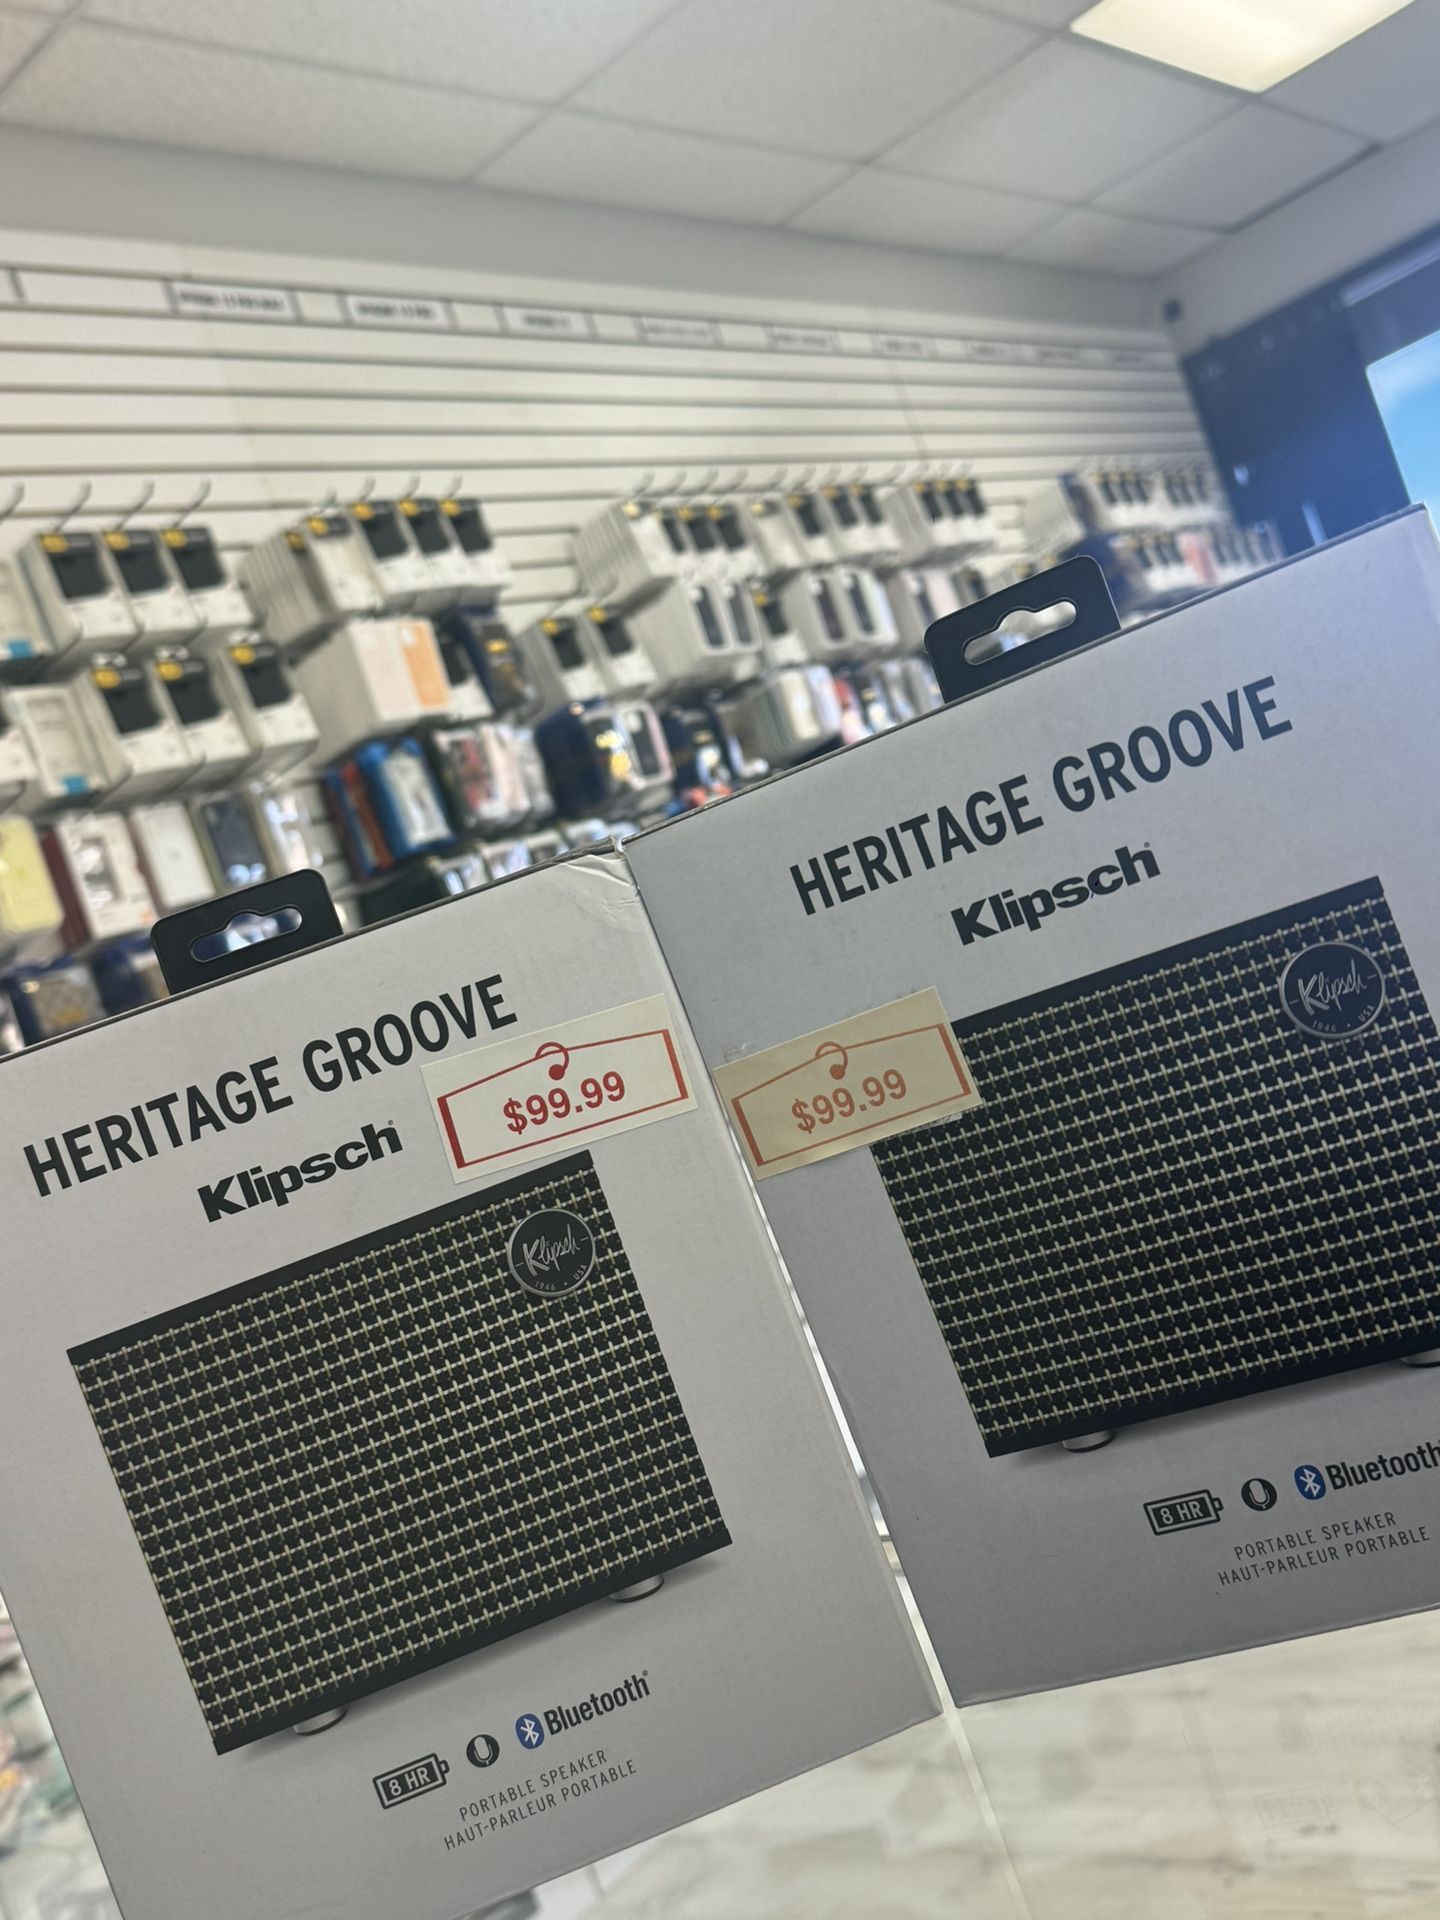 HERITAGE GROOVE
Klipsch
$99.99
Klipsch
1946 • USA
8 HR
Bluetooth®
PORTABLE SPEAKER
HAUT-PARLEUR PORTABLE
HERITAGE GROOVE
Klipsch
$99.99
Klipsch
1946 • USA
8 HR
Bluetooth
PORTABLE SPEAKER
HAUT-PARLEUR PORTABLE